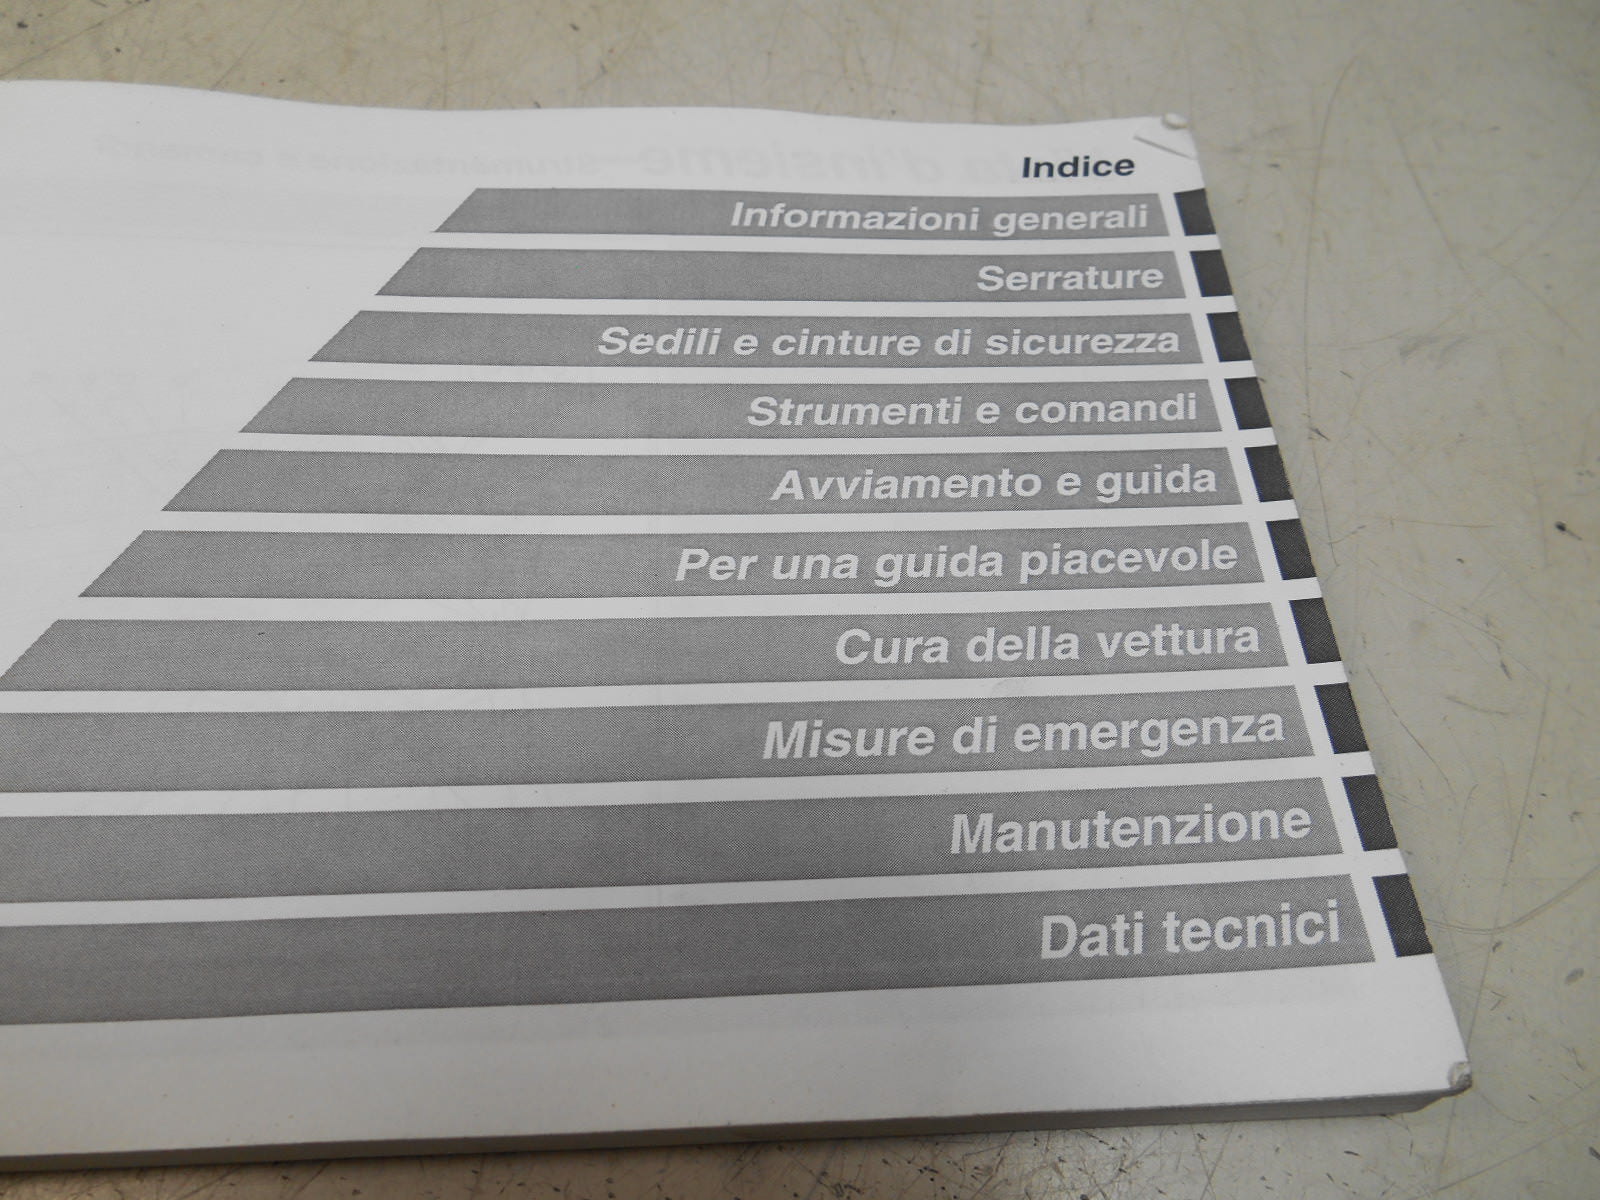 Indice
Informazioni generali
Serrature
Sedili e cinture di sicurezza
Strumenti e comandi
Avviamento e guida
Per una guida piacevole
Cura della vettura
Misure di emergenza
Manutenzione
Dati tecnici